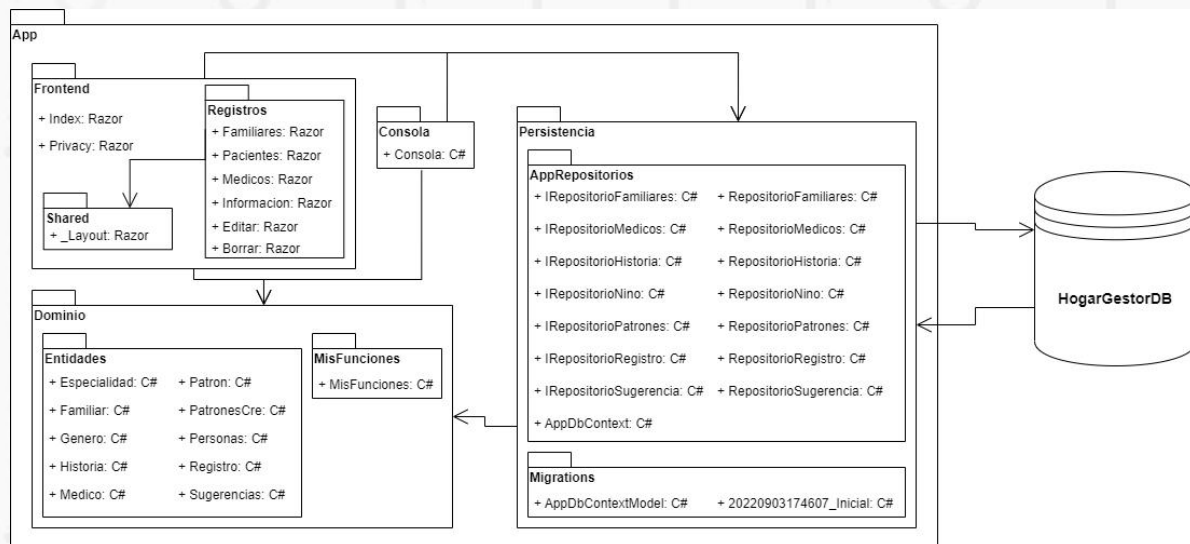 App
Frontend
+ Index: Razor
+ Privacy: Razor
Registros
+ Familiares: Razor
+ Pacientes: Razor
+ Medicos: Razor
+ Informacion: Razor
+ Editar: Razor
+ Borrar: Razor
Shared
+ _Layout: Razor
Consola
+ Consola: C#
Persistencia
AppRepositorios
+ IRepositorioFamiliares: C# + RepositorioFamiliares: C#
+ IRepositorioMedicos: C# + RepositorioMedicos: C#
+ IRepositorioHistoria: C# + RepositorioHistoria: C#
+ IRepositorioNino: C# + RepositorioNino: C#
+ IRepositorioPatrones: C# + RepositorioPatrones: C#
+ IRepositorioRegistro: C# + RepositorioRegistro: C#
+ IRepositorioSugerencia: C# + RepositorioSugerencia: C#
+ AppDbContext: C#
Migrations
+ AppDbContextModel: C# + 20220903174607_Inicial: C#
HogarGestorDB
Dominio
Entidades
+ Especialidad: C# + Patron: C#
+ Familiar: C# + PatronesCre: C#
+ Genero: C# + Personas: C#
+ Historia: C# + Registro: C#
+ Medico: C# + Sugerencias: C#
MisFunciones
+ MisFunciones: C#